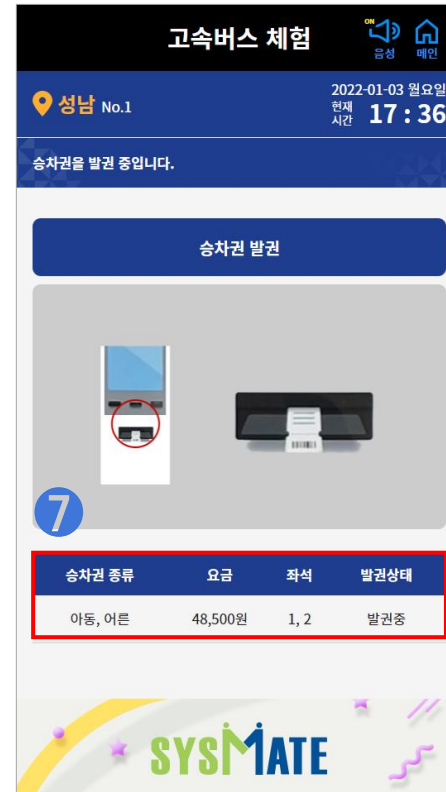 고속버스 체험
ON
음성
메인
성남 No.1
2022-01-03 월요일
현재
시간
17 : 36
승차권을 발권 중입니다.
승차권 발권
7
승차권 종류 요금 좌석 발권상태
아동, 어른 48,500원 1, 2 발권중
SYSMATE